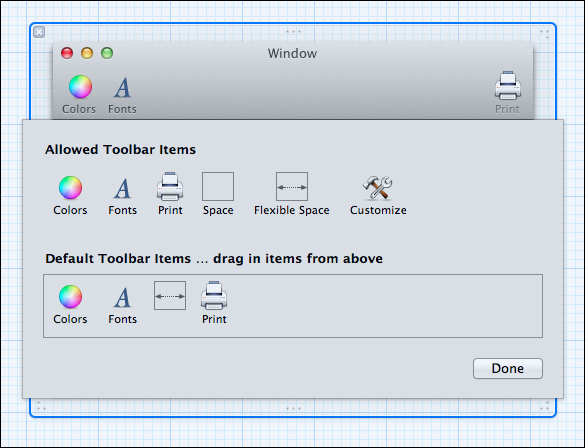 Window
Colors Fonts Print
Allowed Toolbar Items
Colors Fonts Print Space Flexible Space Customize
Default Toolbar Items ... drag in items from above
Colors Fonts Print
Done